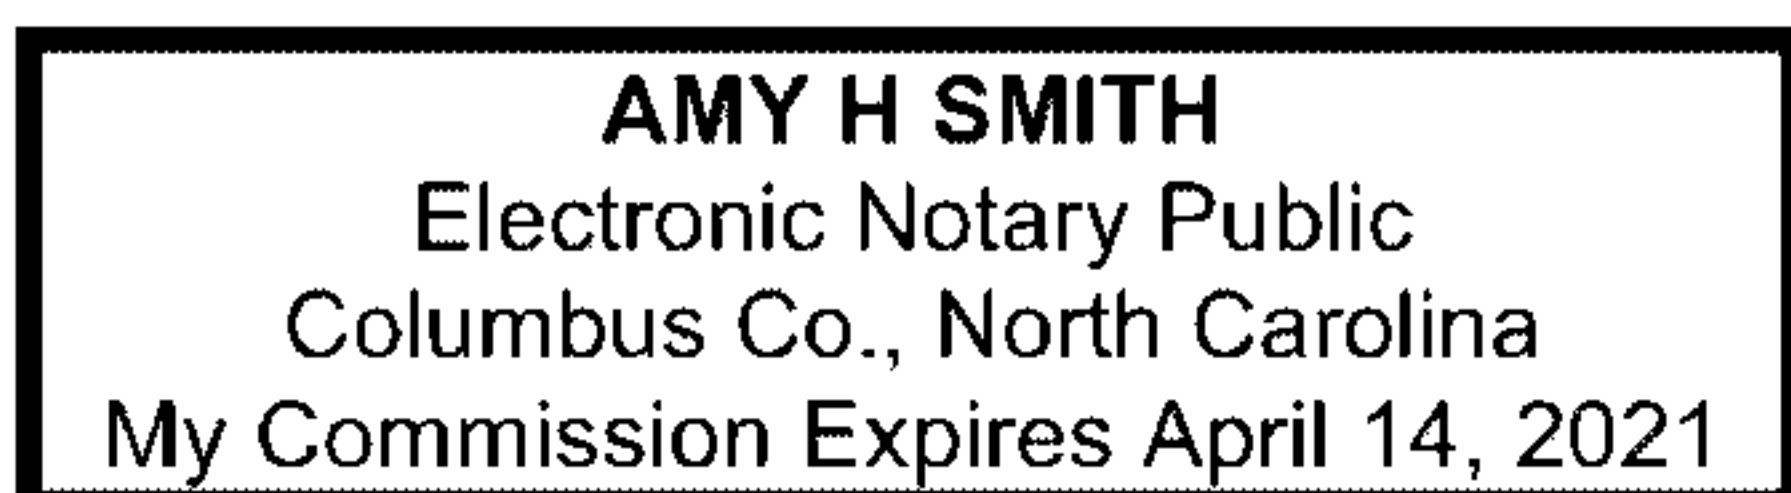 AMY H SMITH
Electronic Notary Public
Columbus Co., North Carolina
My Commission Expires April 14, 2021